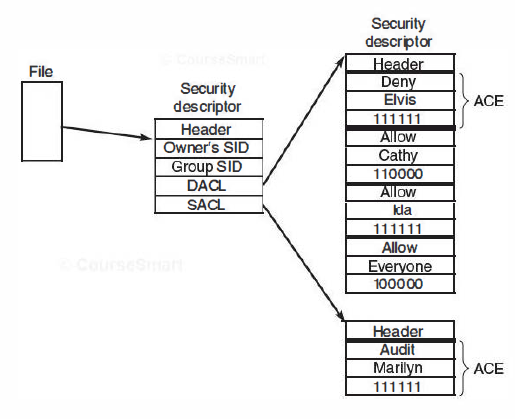 © CourseSmart
File
Security
descriptor
Header
Owner's SID
Group SID
DACL
SACL
Security
descriptor
Header
Deny
Elvis
111111
Allow
Cathy
110000
Allow
Ida
111111
Allow
Everyone
100000
ACE
© CourseSmart
Header
Audit
Marilyn
111111
ACE